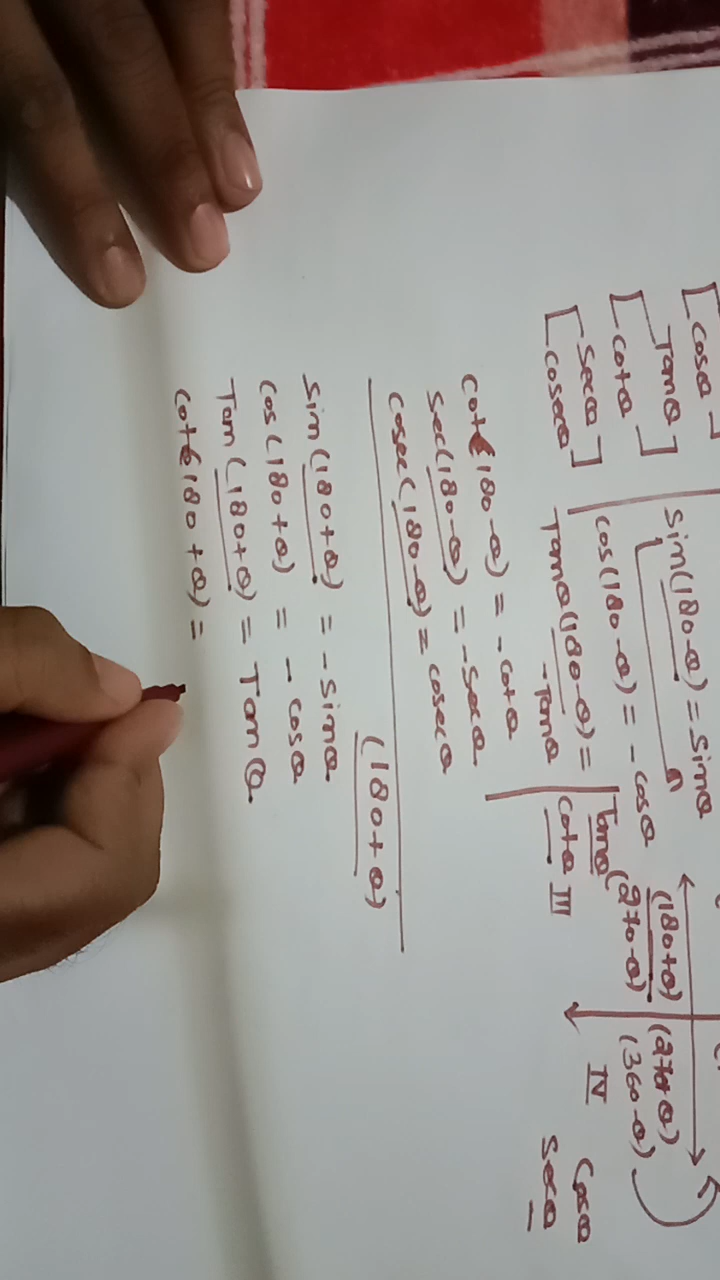 [ cosθ ]
[ Tanθ
cotθ ]
[ secθ
cosecθ ]
sin(180-θ) = sinθ
cos(180-θ) = - cosθ
Tanθ(180-θ) =
-Tanθ
cot(180-θ) = - cotθ
sec(180-θ) = -secθ
cosec(180-θ) = cosecθ
(180+θ)
(270-θ)
(270+θ)
(360-θ)
Tanθ
cotθ III
IV cosθ
secθ
(180+θ)
sin(180+θ) = -sinθ
cos(180+θ) = - cosθ
Tan(180+θ) = Tanθ
cot(180+θ) =